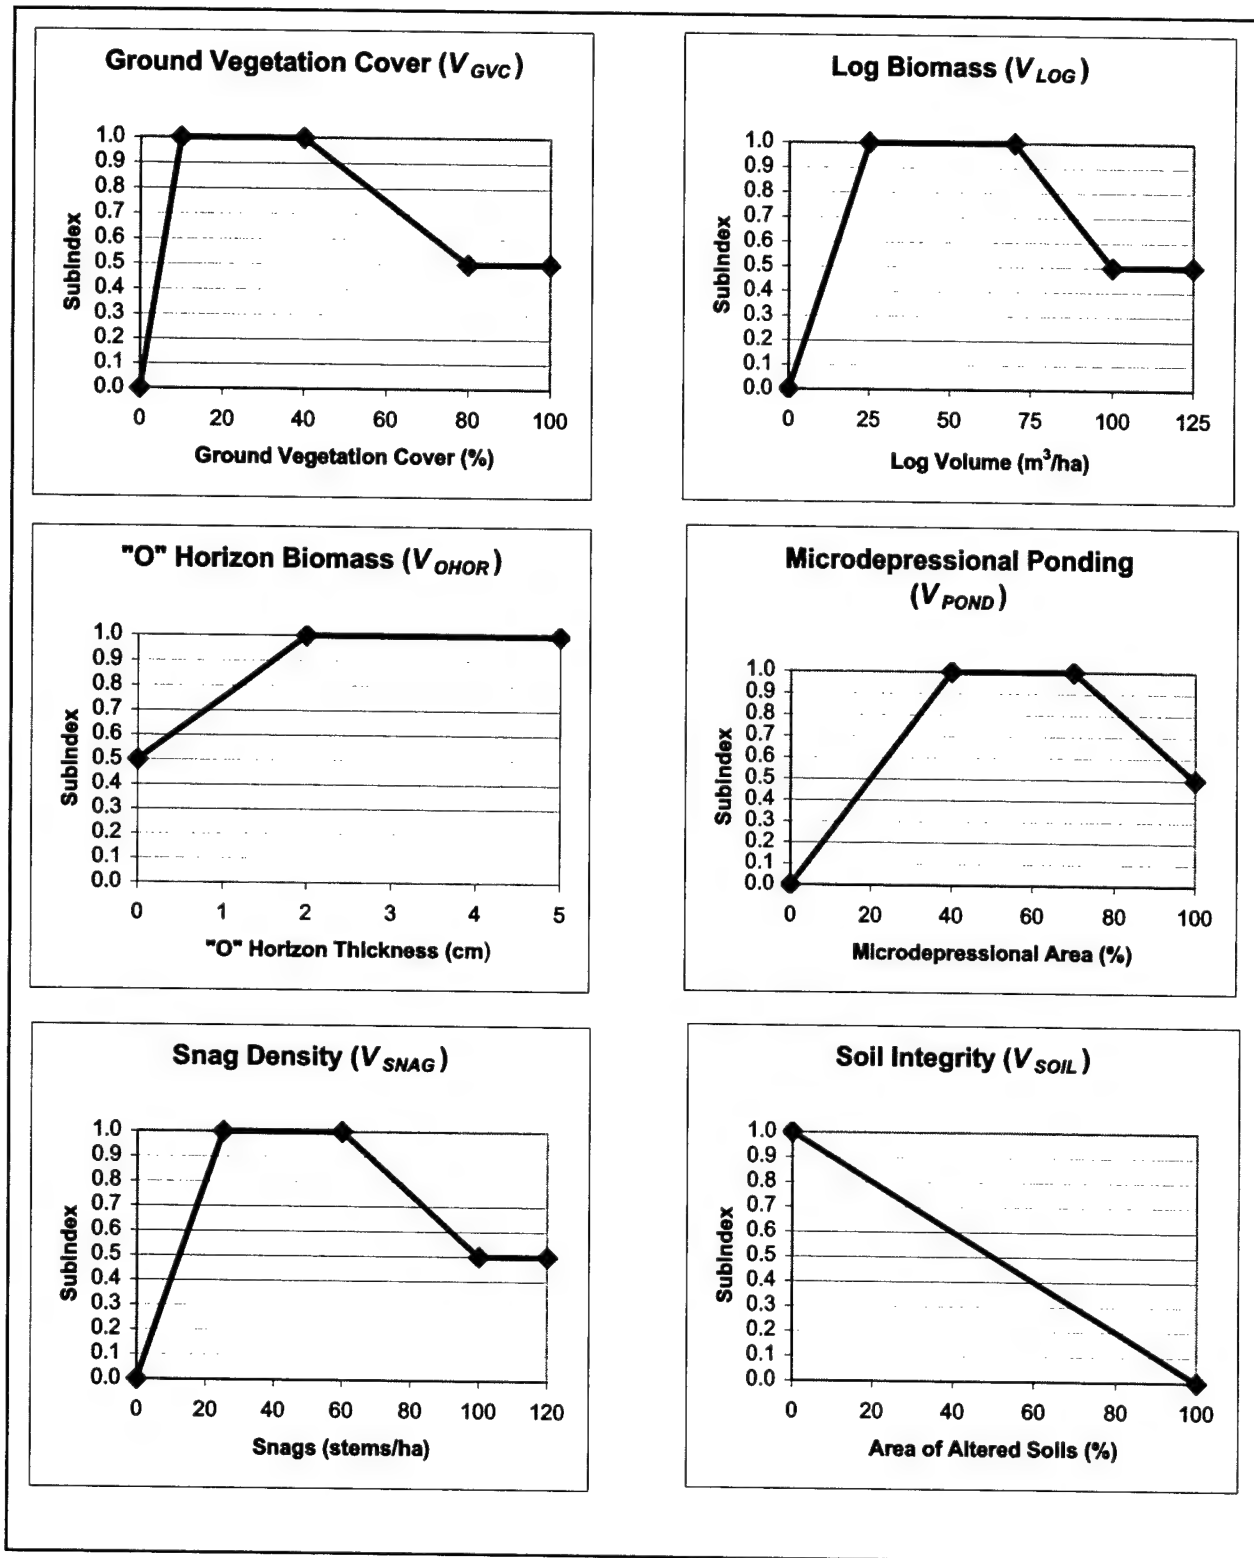 Ground Vegetation Cover (V GVC)
1.0
0.9
0.8
0.7
0.6
0.5
0.4
0.3
0.2
0.1
0.0
SubIndex
0 20 40 60 80 100
Ground Vegetation Cover (%)
Log Biomass (V LOG)
1.0
0.9
0.8
0.7
0.6
0.5
0.4
0.3
0.2
0.1
0.0
SubIndex
0 25 50 75 100 125
Log Volume (m³/ha)
"O" Horizon Biomass (V OHOR)
1.0
0.9
0.8
0.7
0.6
0.5
0.4
0.3
0.2
0.1
0.0
SubIndex
0 1 2 3 4 5
"O" Horizon Thickness (cm)
Microdepressional Ponding
(V POND)
1.0
0.9
0.8
0.7
0.6
0.5
0.4
0.3
0.2
0.1
0.0
SubIndex
0 20 40 60 80 100
Microdepressional Area (%)
Snag Density (V SNAG)
1.0
0.9
0.8
0.7
0.6
0.5
0.4
0.3
0.2
0.1
0.0
SubIndex
0 20 40 60 80 100 120
Snags (stems/ha)
Soil Integrity (V SOIL)
1.0
0.9
0.8
0.7
0.6
0.5
0.4
0.3
0.2
0.1
0.0
SubIndex
0 20 40 60 80 100
Area of Altered Soils (%)